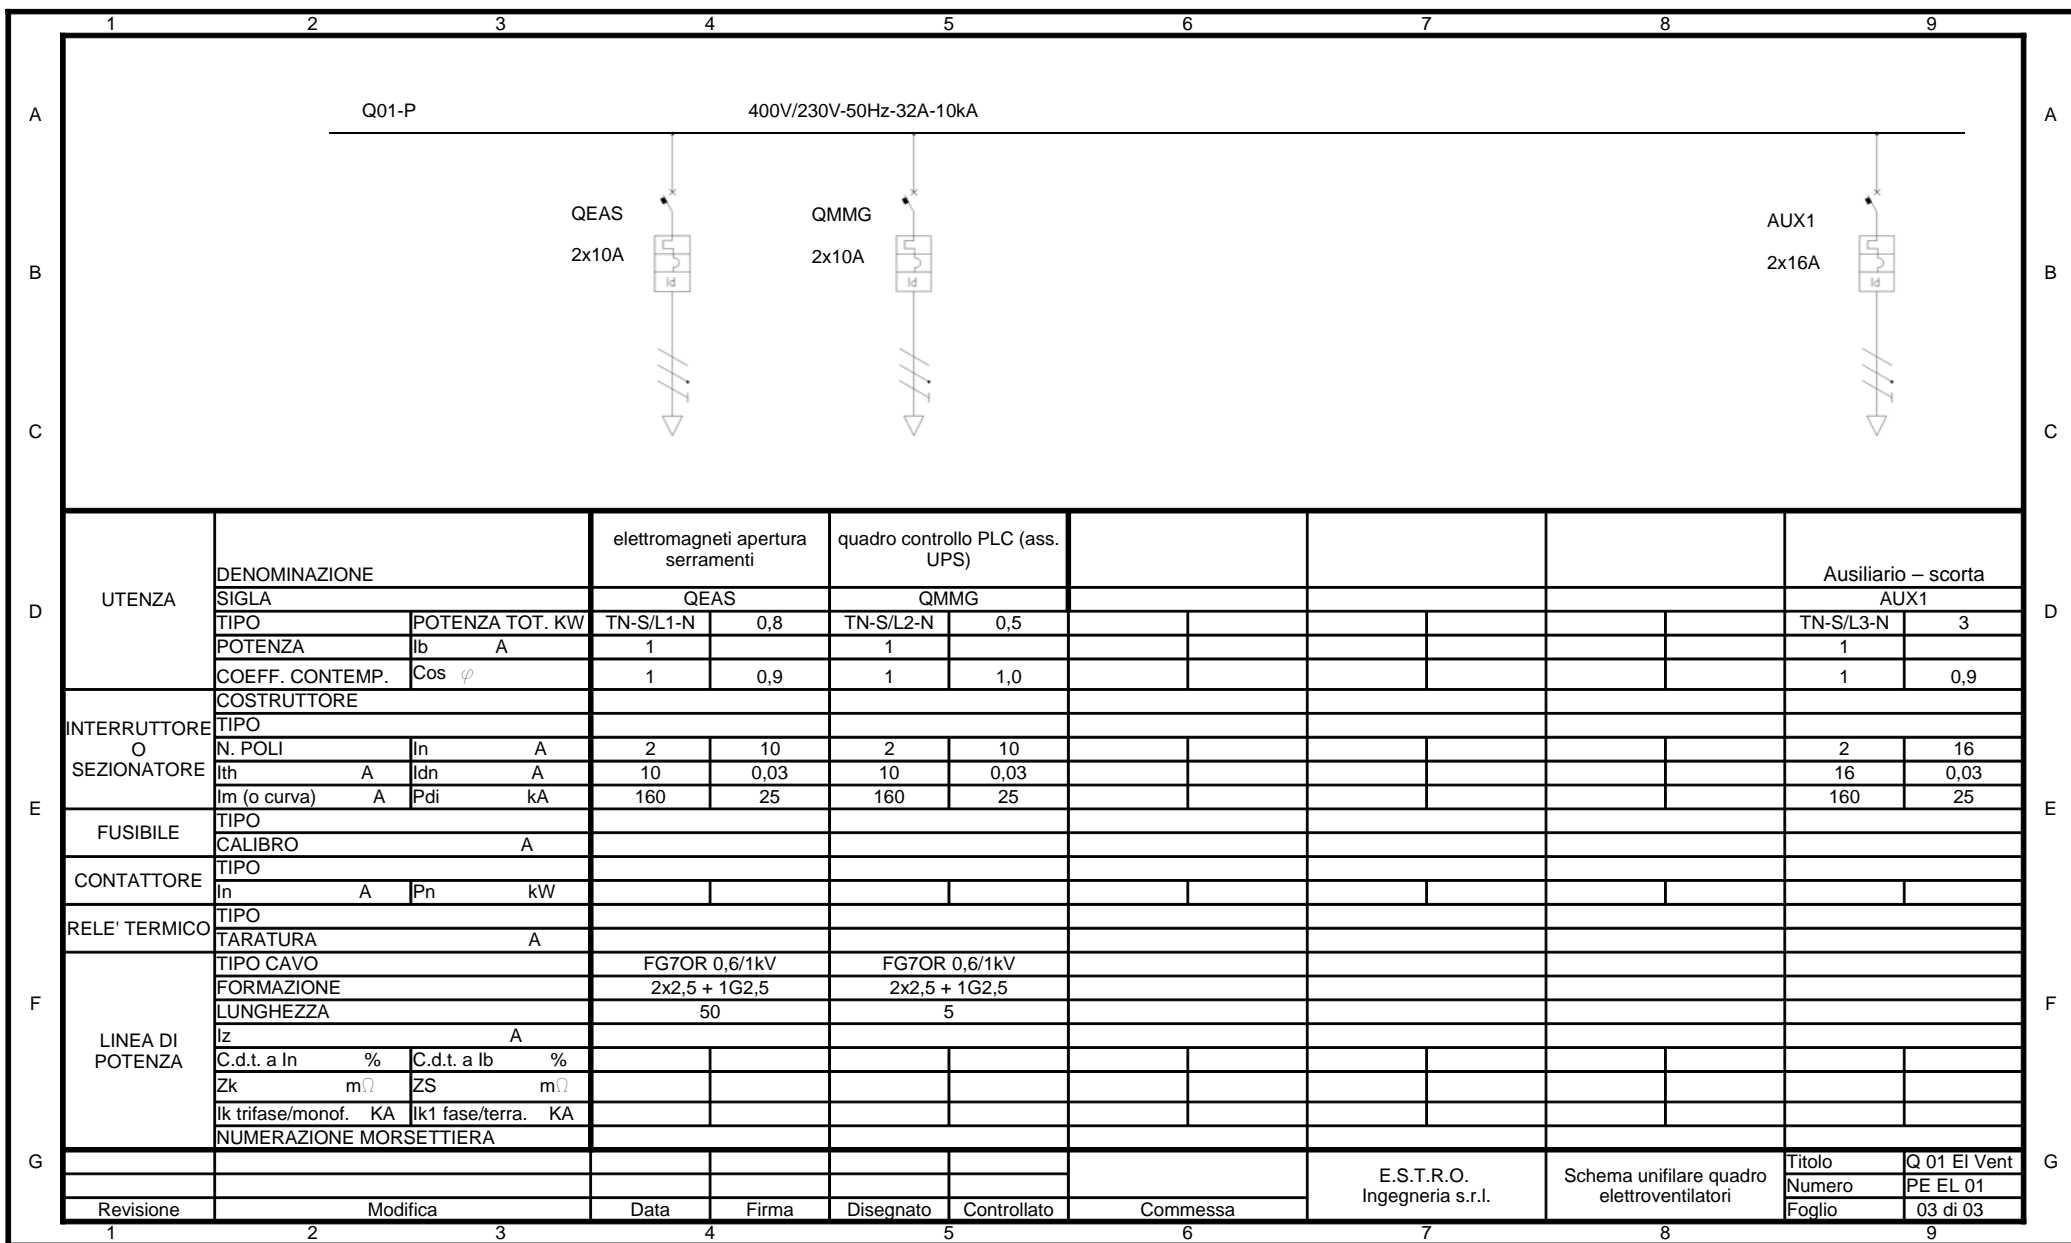 1 2 3 4 5 6 7 8 9
A Q01-P 400V/230V-50Hz-32A-10kA A
QEAS QMMG AUX1
2x10A 2x10A 2x16A
B B
Id Id Id
C C
UTENZA
DENOMINAZIONE
elettromagneti apertura
serramenti
quadro controllo PLC (ass.
UPS)
Ausiliario – scorta
SIGLA QEAS QMMG AUX1
D D
TIPO POTENZA TOT. KW TN-S/L1-N 0,8 TN-S/L2-N 0,5 TN-S/L3-N 3
POTENZA Ib A 1 1 1
COEFF. CONTEMP. Cos φ 1 0,9 1 1,0 1 0,9
INTERRUTTORE
O
SEZIONATORE
COSTRUTTORE
TIPO
N. POLI In A 2 10 2 10 2 16
Ith A Idn A 10 0,03 10 0,03 16 0,03
Im (o curva) A Pdi kA 160 25 160 25 160 25
E E
FUSIBILE
TIPO
CALIBRO A
CONTATTORE
TIPO
In A Pn kW
RELE' TERMICO
TIPO
TARATURA A
LINEA DI
POTENZA
TIPO CAVO FG7OR 0,6/1kV FG7OR 0,6/1kV
FORMAZIONE 2x2,5 + 1G2,5 2x2,5 + 1G2,5
F F
LUNGHEZZA 50 5
Iz A
C.d.t. a In % C.d.t. a Ib %
Zk mΩ ZS mΩ
Ik trifase/monof. KA Ik1 fase/terra. KA
NUMERAZIONE MORSETTIERA
G G
E.S.T.R.O.
Ingegneria s.r.l.
Schema unifilare quadro
elettroventilatori
Titolo Q 01 El Vent
Numero PE EL 01
Revisione Modifica Data Firma Disegnato Controllato Commessa Foglio 03 di 03
1 2 3 4 5 6 7 8 9